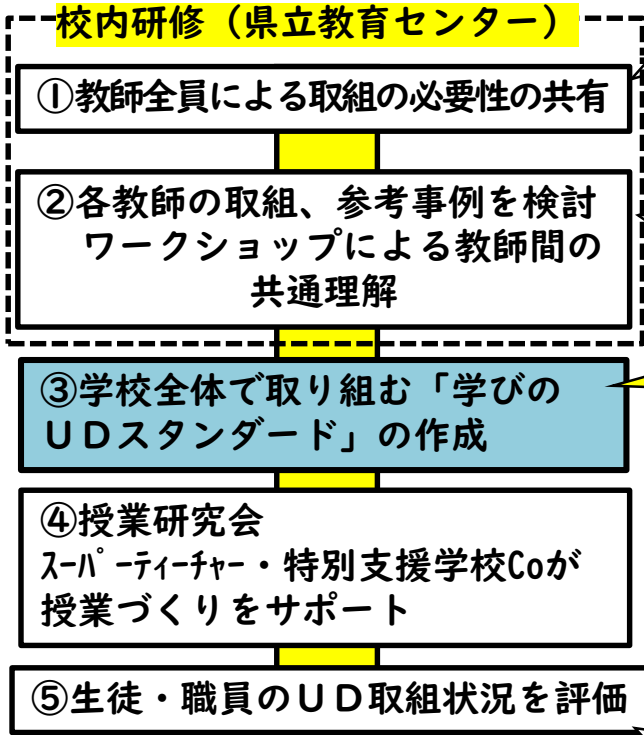 校内研修（県立教育センター）
①教師全員による取組の必要性の共有
②各教師の取組、参考事例を検討
ワークショップによる教師間の
共通理解
③学校全体で取り組む「学びの
ＵＤスタンダード」の作成
④授業研究会
ｽｰﾊﾟｰﾃｨｰﾁｬｰ・特別支援学校Coが
授業づくりをサポート
⑤生徒・職員のＵＤ取組状況を評価